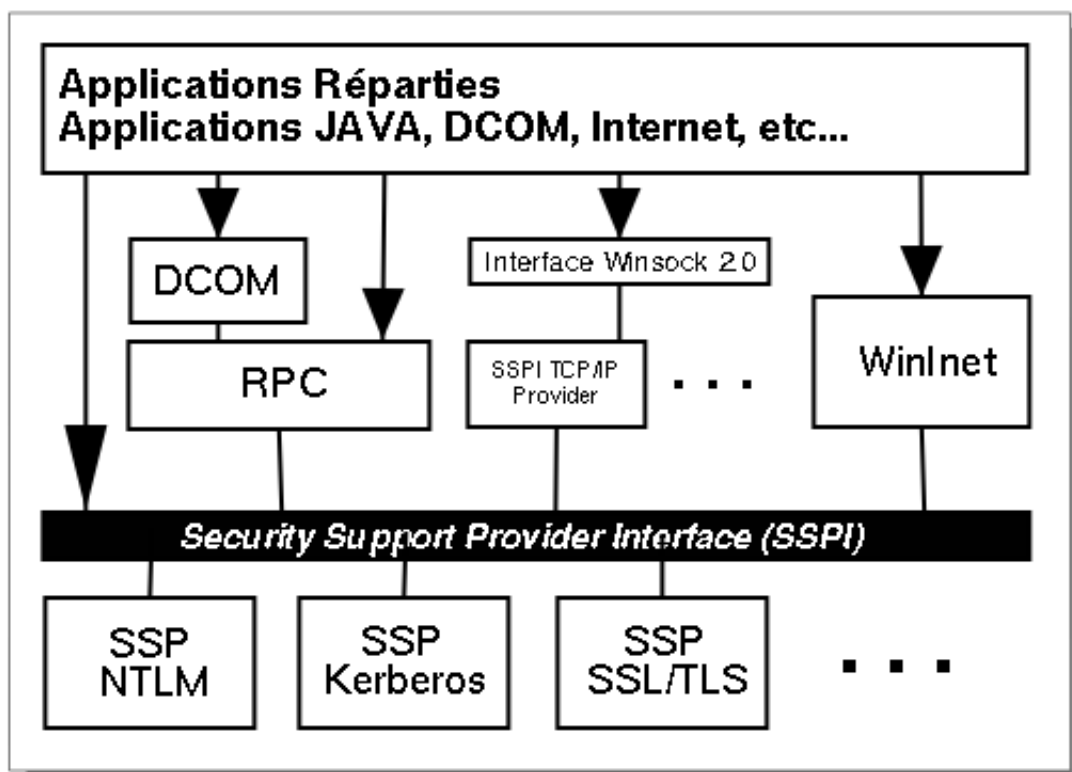 Applications Réparties
Applications JAVA, DCOM, Internet, etc...
DCOM
Interface Winsock 2.0
RPC
SSPI TCP/IP
Provider
. . .
WinInet
Security Support Provider Interface (SSPI)
SSP
NTLM
SSP
Kerberos
SSP
SSL/TLS
. . .